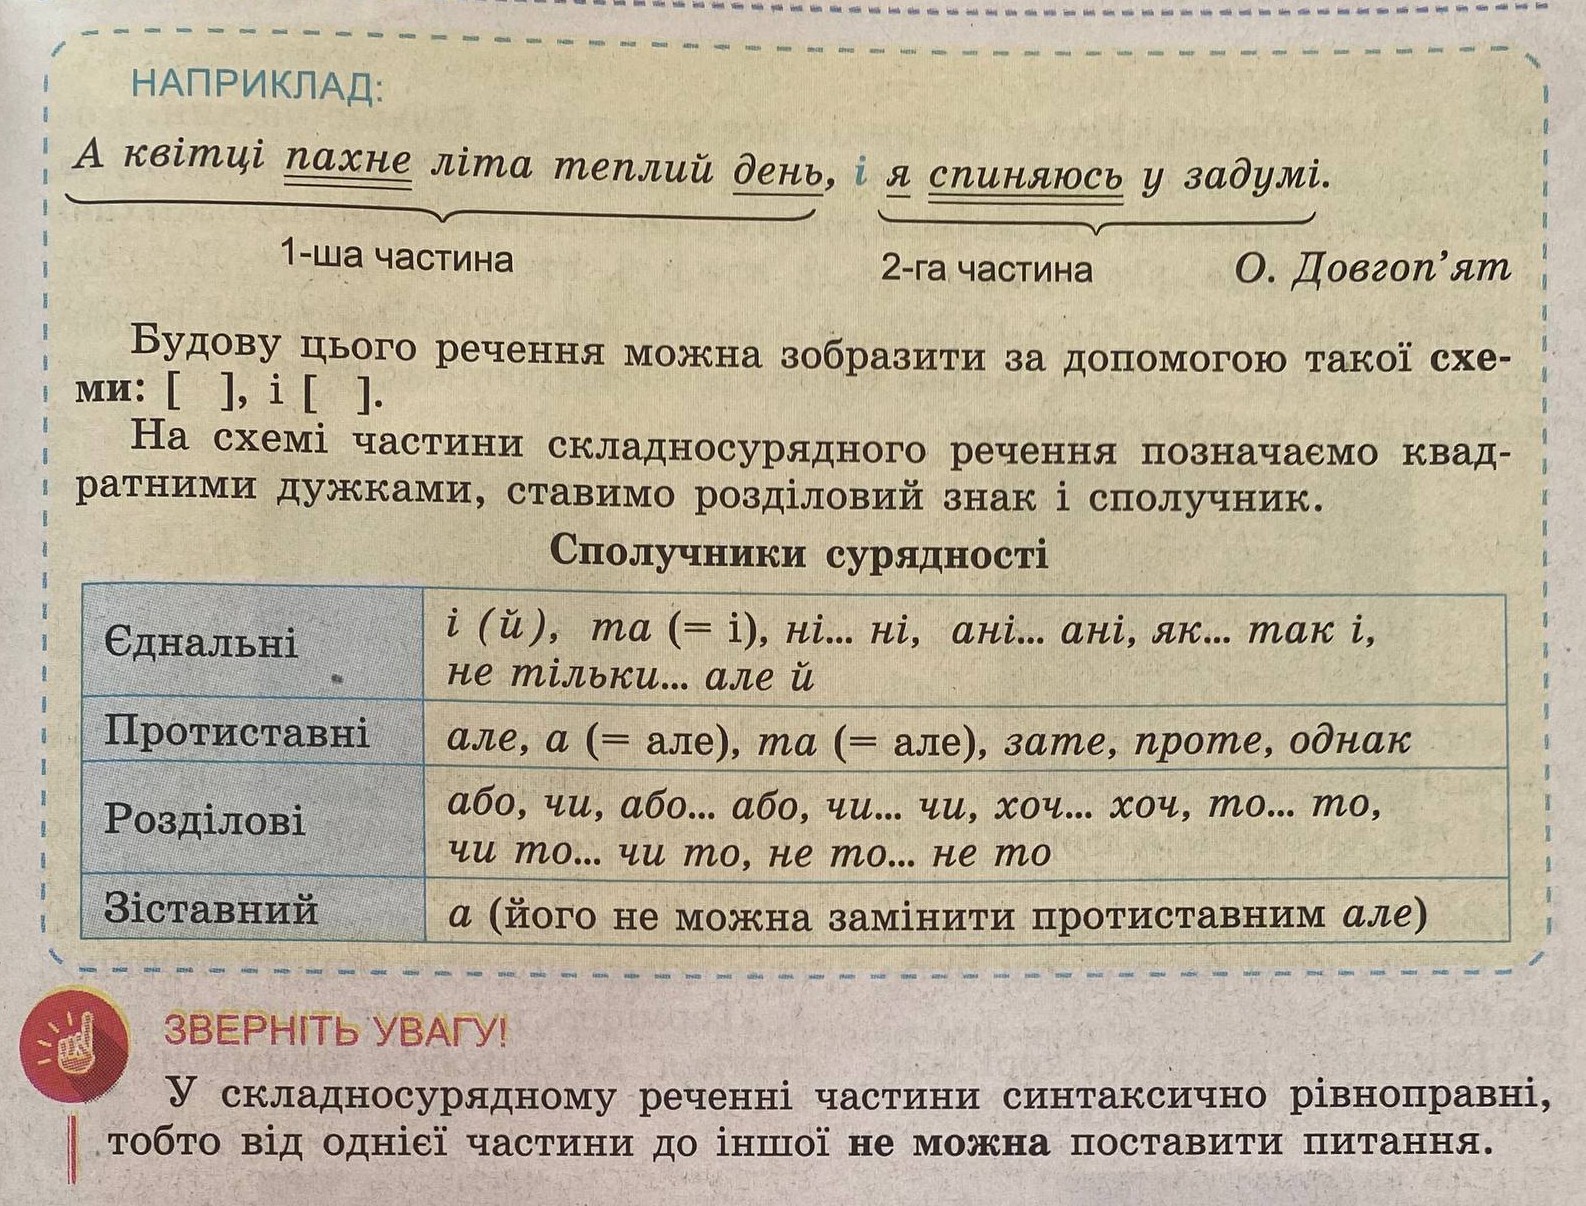 НАПРИКЛАД:
А квітці пахне літа теплий день, і я спиняюсь у задумі.
1-ша частина
2-га частина
О. Довгоп’ят
Будову цього речення можна зобразити за допомогою такої схе-
ми: [ ], і [ ].
На схемі частини складносурядного речення позначаємо квад-
ратними дужками, ставимо розділовий знак і сполучник.
Сполучники сурядності
Єднальні
і (й), та (= і), ні... ні, ані... ані, як... так і,
не тільки... але й
Протиставні
але, а (= але), та (= але), зате, проте, однак
Розділові
або, чи, або... або, чи... чи, хоч... хоч, то... то,
чи то... чи то, не то... не то
Зіставний
а (його не можна замінити протиставним але)
ЗВЕРНІТЬ УВАГУ!
У складносурядному реченні частини синтаксично рівноправні,
тобто від однієї частини до іншої не можна поставити питання.